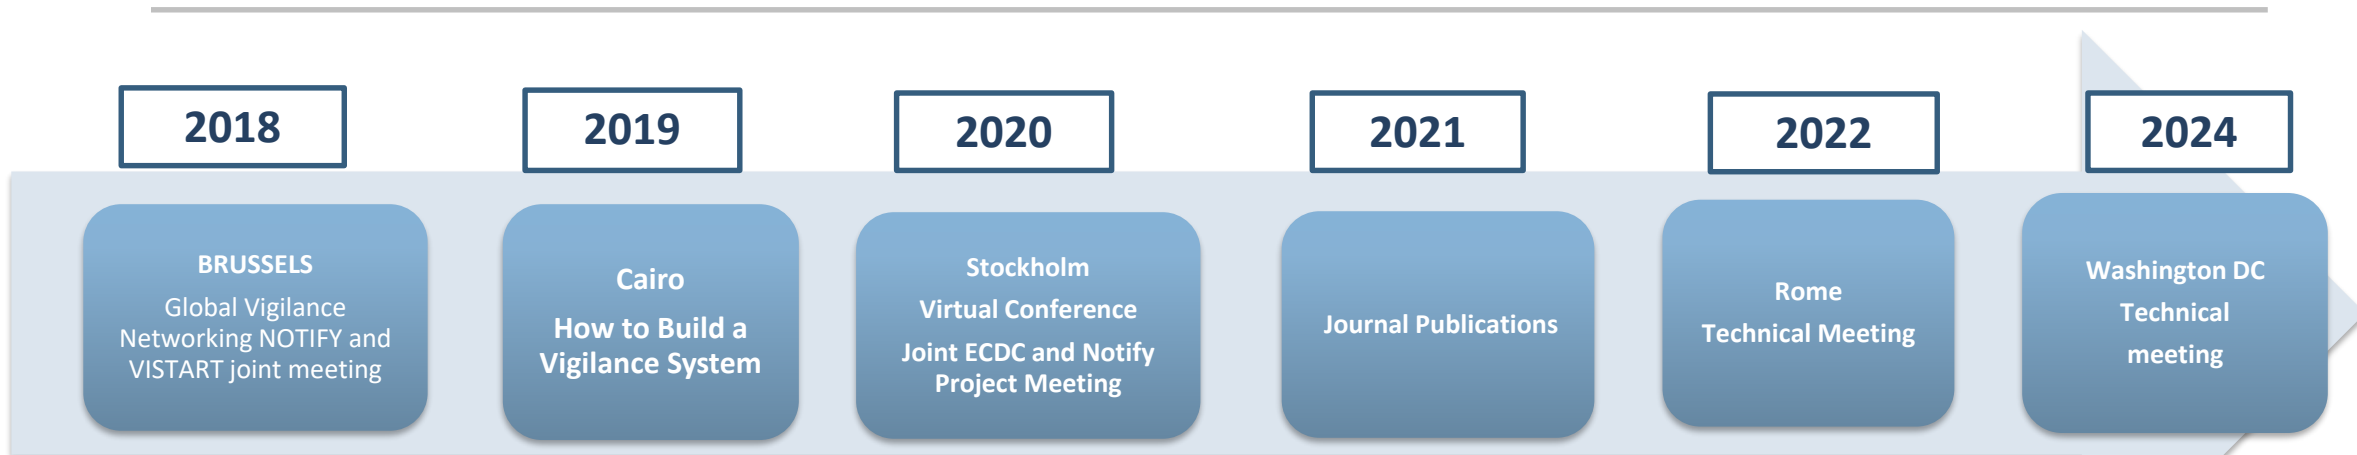 2018
2019
2020
2021
2022
2024
BRUSSELS
Global Vigilance
Networking NOTIFY and
VISTART joint meeting
Cairo
How to Build a
Vigilance System
Stockholm
Virtual Conference
Joint ECDC and Notify
Project Meeting
Journal Publications
Rome
Technical Meeting
Washington DC
Technical
meeting